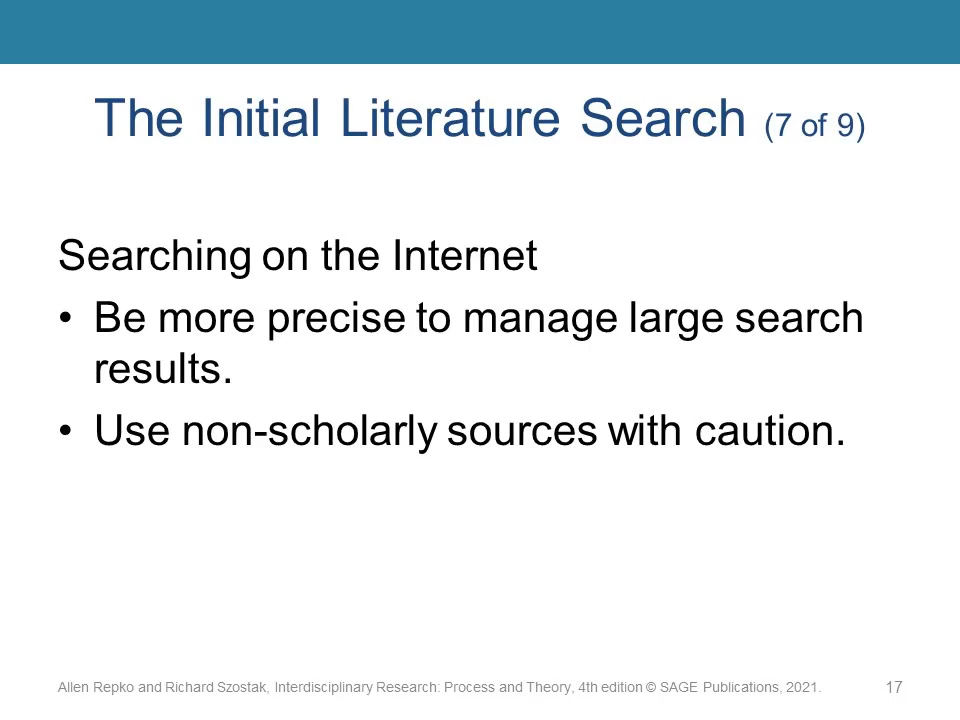 The Initial Literature Search (7 of 9)
Searching on the Internet
• Be more precise to manage large search
results.
• Use non-scholarly sources with caution.
Allen Repko and Richard Szostak, Interdisciplinary Research: Process and Theory, 4th edition © SAGE Publications, 2021.
17